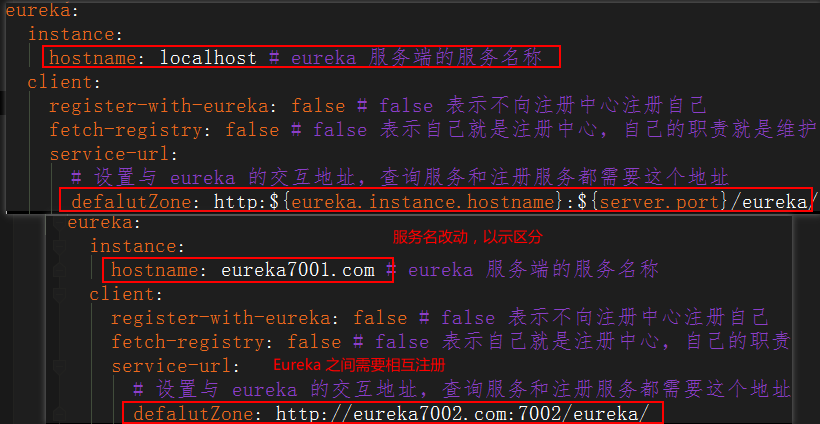 eureka:
instance:
hostname: localhost # eureka 服务端的服务名称
client:
register-with-eureka: false # false 表示不向注册中心注册自己
fetch-registry: false # false 表示自己就是注册中心，自己的职责就是维护
service-url:
# 设置与 eureka 的交互地址，查询服务和注册服务都需要这个地址
defalutZone: http:${eureka.instance.hostname}:${server.port}/eureka/
eureka:
服务名改动，以示区分
instance:
hostname: eureka7001.com # eureka 服务端的服务名称
client:
register-with-eureka: false # false 表示不向注册中心注册自己
fetch-registry: false # false 表示自己就是注册中心，自己的职责
service-url:
Eureka 之间需要相互注册
# 设置与 eureka 的交互地址，查询服务和注册服务都需要这个地址
defalutZone: http://eureka7002.com:7002/eureka/